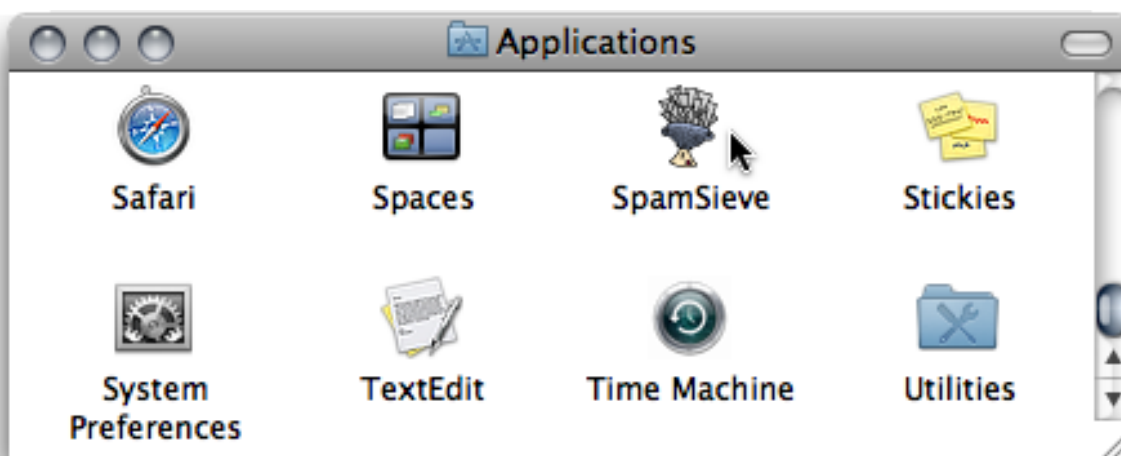 Applications
Safari
Spaces
SpamSieve
Stickies
System
Preferences
TextEdit
Time Machine
Utilities